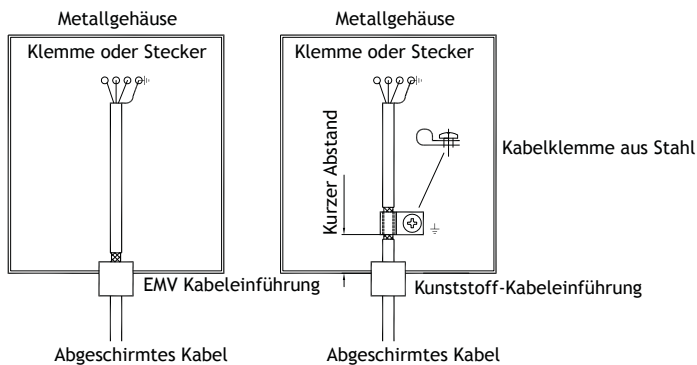 Metallgehäuse
Klemme oder Stecker
EMV Kabeleinführung
Abgeschirmtes Kabel
Metallgehäuse
Klemme oder Stecker
Kurzer Abstand
Kabelklemme aus Stahl
Kunststoff-Kabeleinführung
Abgeschirmtes Kabel